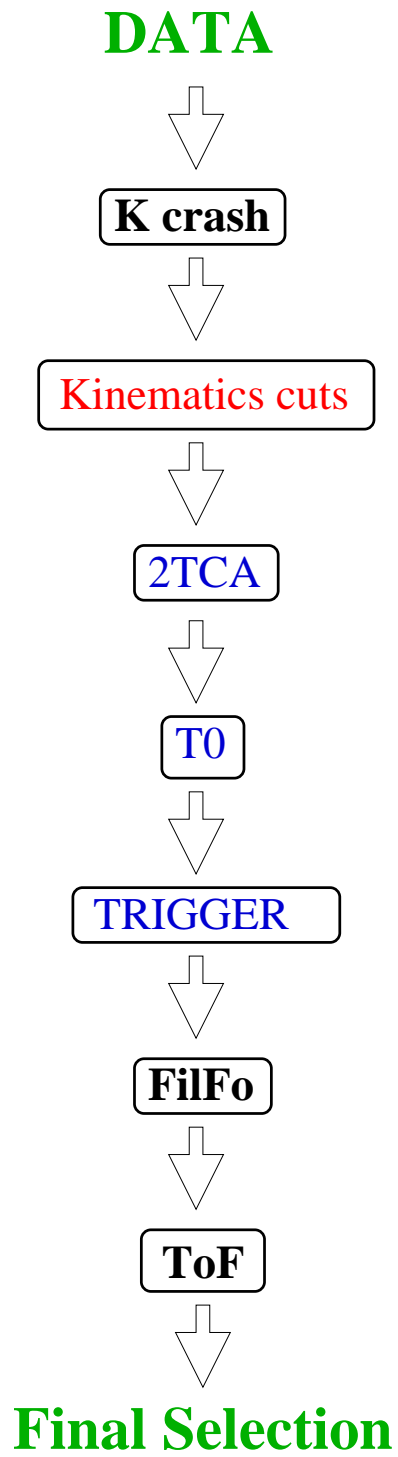 DATA
K crash
Kinematics cuts
2TCA
T0
TRIGGER
FilFo
ToF
Final Selection